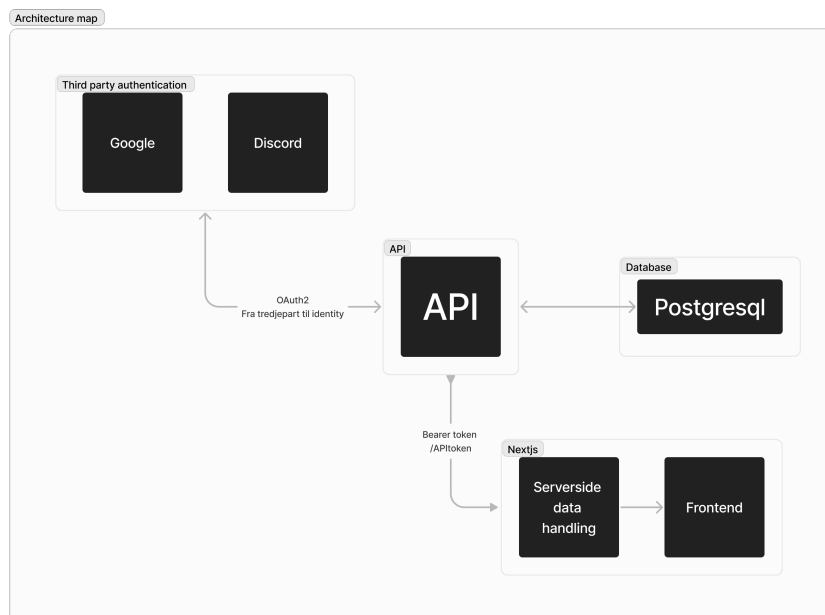 Architecture map
Third party authentication
Google
Discord
OAuth2
Fra tredjepart til identity
API
API
Database
Postgresql
Bearer token
/APItoken
Nextjs
Serverside
data
handling
Frontend